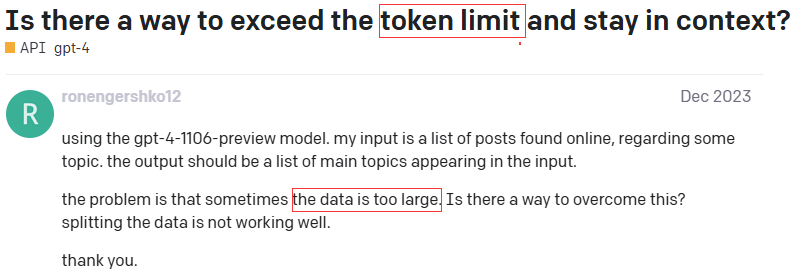 Is there a way to exceed the token limit and stay in context?
API gpt-4
R
ronengershko12 Dec 2023
using the gpt-4-1106-preview model. my input is a list of posts found online, regarding some
topic. the output should be a list of main topics appearing in the input.
the problem is that sometimes the data is too large. Is there a way to overcome this?
splitting the data is not working well.
thank you.